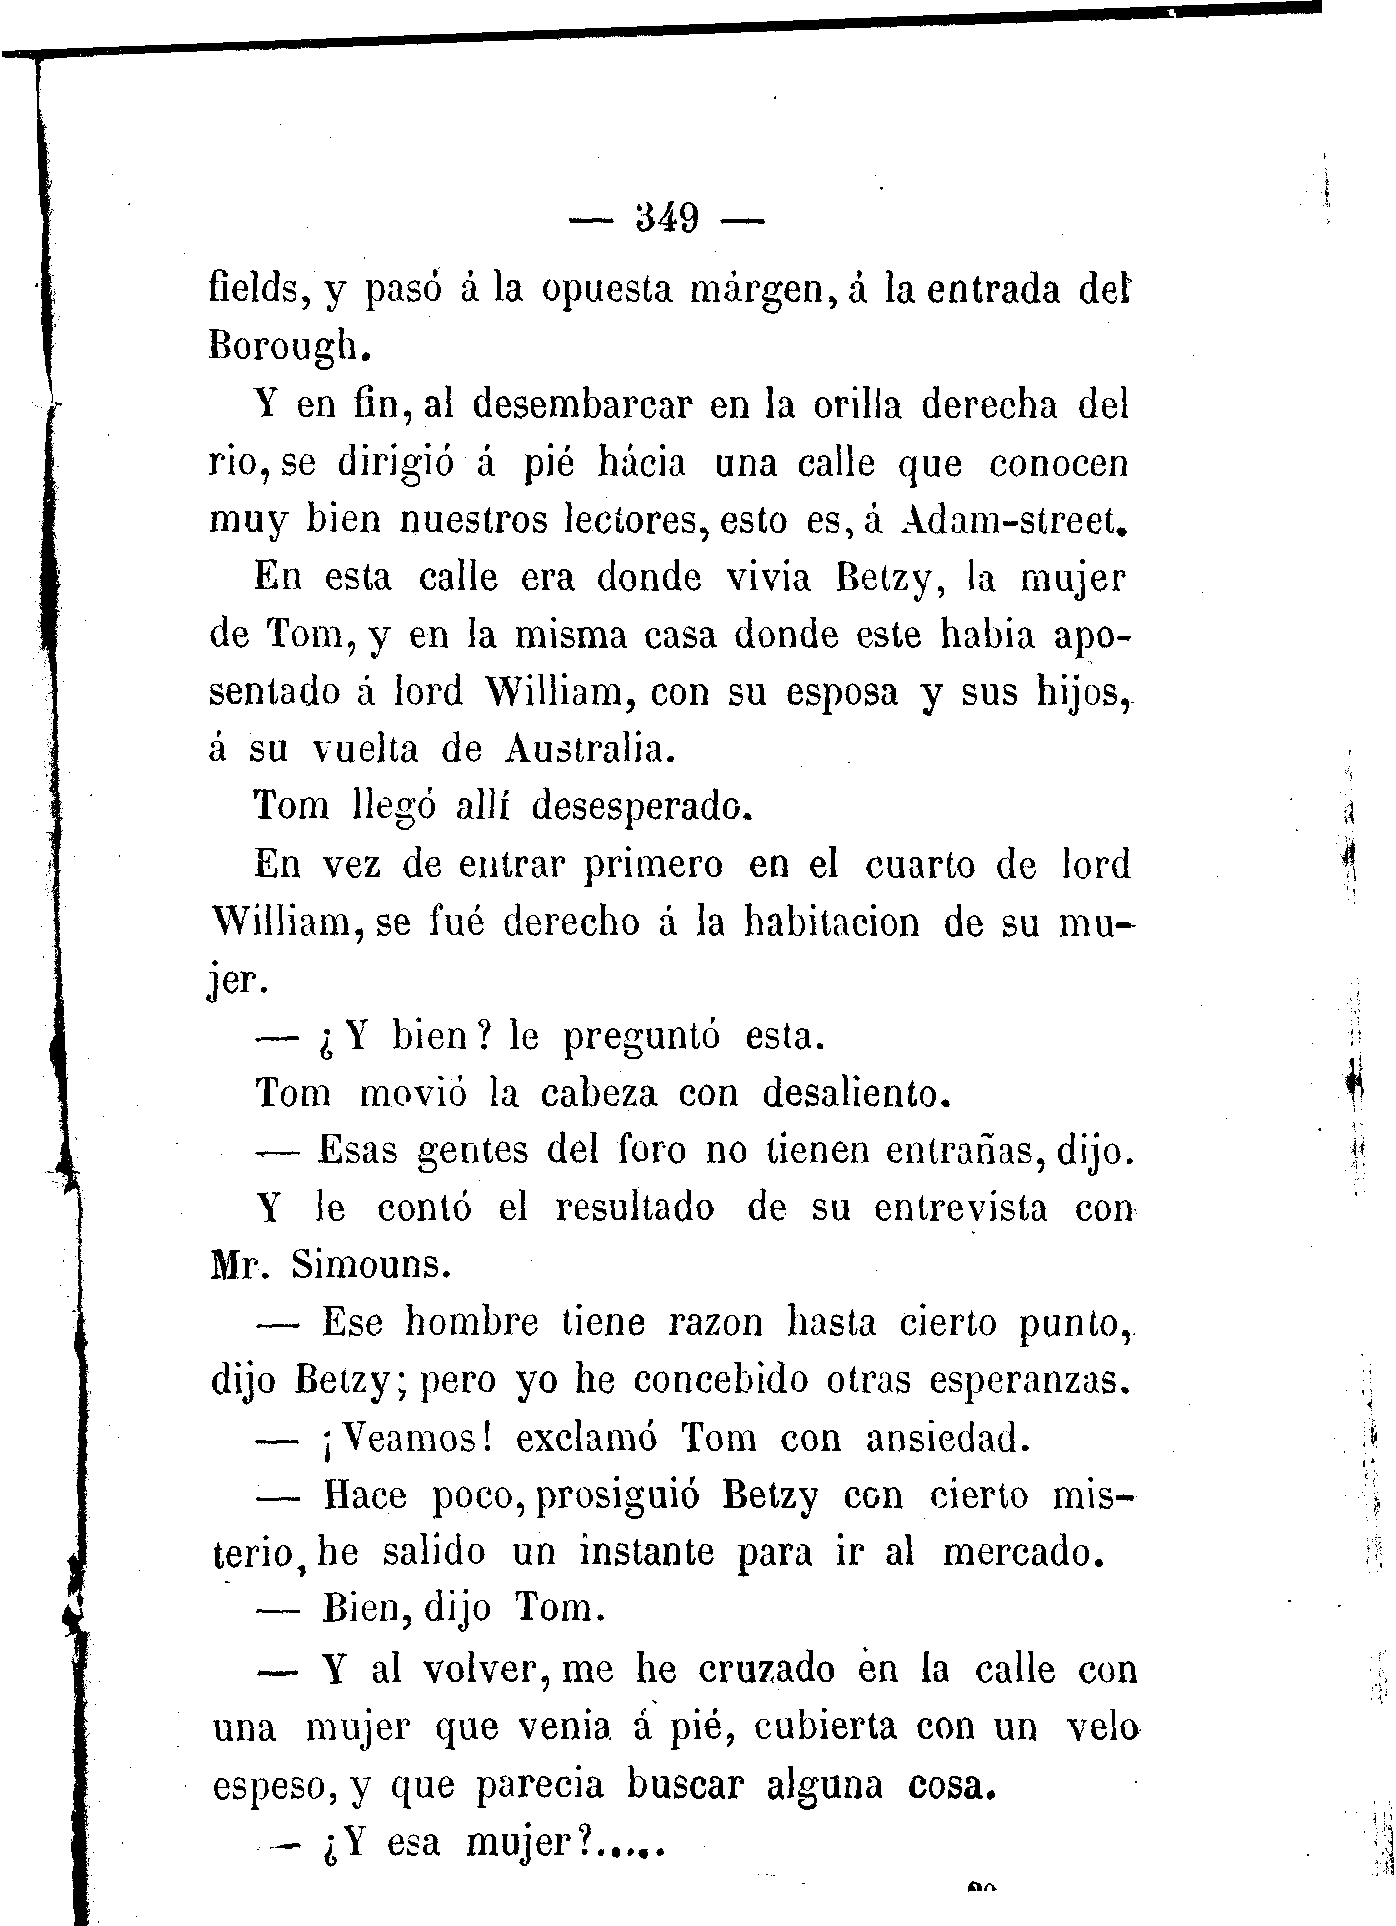 — 349 —
fields, y pasó á la opuesta márgen, á la entrada del
Borough.
Y en fin, al desembarcar en la orilla derecha del
rio, se dirigió á pié hácia una calle que conocen
muy bien nuestros lectores, esto es, á Adam-street.
En esta calle era donde vivia Betzy, la mujer
de Tom, y en la misma casa donde este habia apo-
sentado á lord William, con su esposa y sus hijos,
á su vuelta de Australia.
Tom llegó allí desesperado.
En vez de entrar primero en el cuarto de lord
William, se fué derecho á la habitacion de su mu-
jer.
— ¿Y bien? le preguntó esta.
Tom movió la cabeza con desaliento.
— Esas gentes del foro no tienen entrañas, dijo.
Y le contó el resultado de su entrevista con
Mr. Simouns.
— Ese hombre tiene razon hasta cierto punto,
dijo Betzy; pero yo he concebido otras esperanzas.
— ¡Veamos! exclamó Tom con ansiedad.
— Hace poco, prosiguió Betzy con cierto mis-
terio, he salido un instante para ir al mercado.
— Bien, dijo Tom.
— Y al volver, me he cruzado en la calle con
una mujer que venia á pié, cubierta con un velo
espeso, y que parecia buscar alguna cosa.
— ¿Y esa mujer?.....